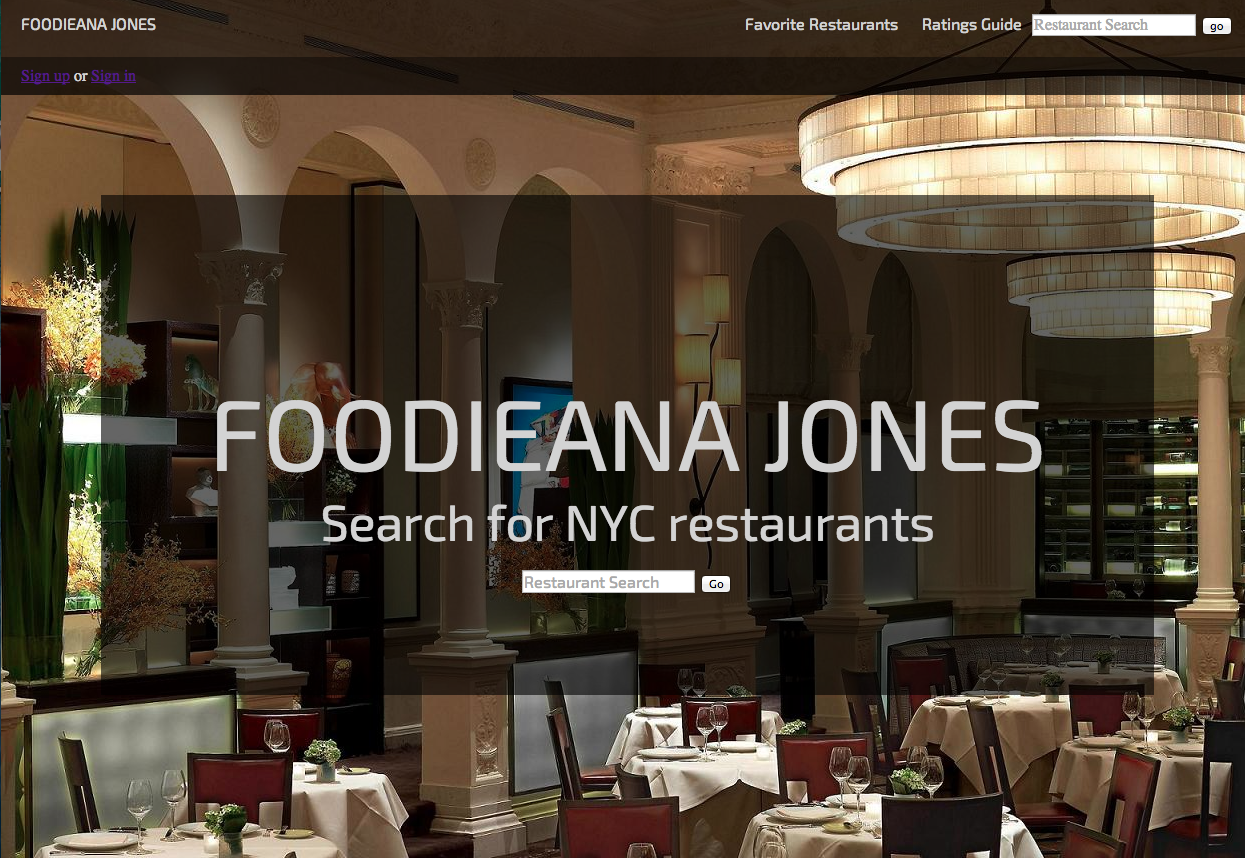 FOODIEANA JONES
Favorite Restaurants
Ratings Guide
Restaurant Search
go
Sign up or Sign in
FOODIEANA JONES
Search for NYC restaurants
Restaurant Search
Go